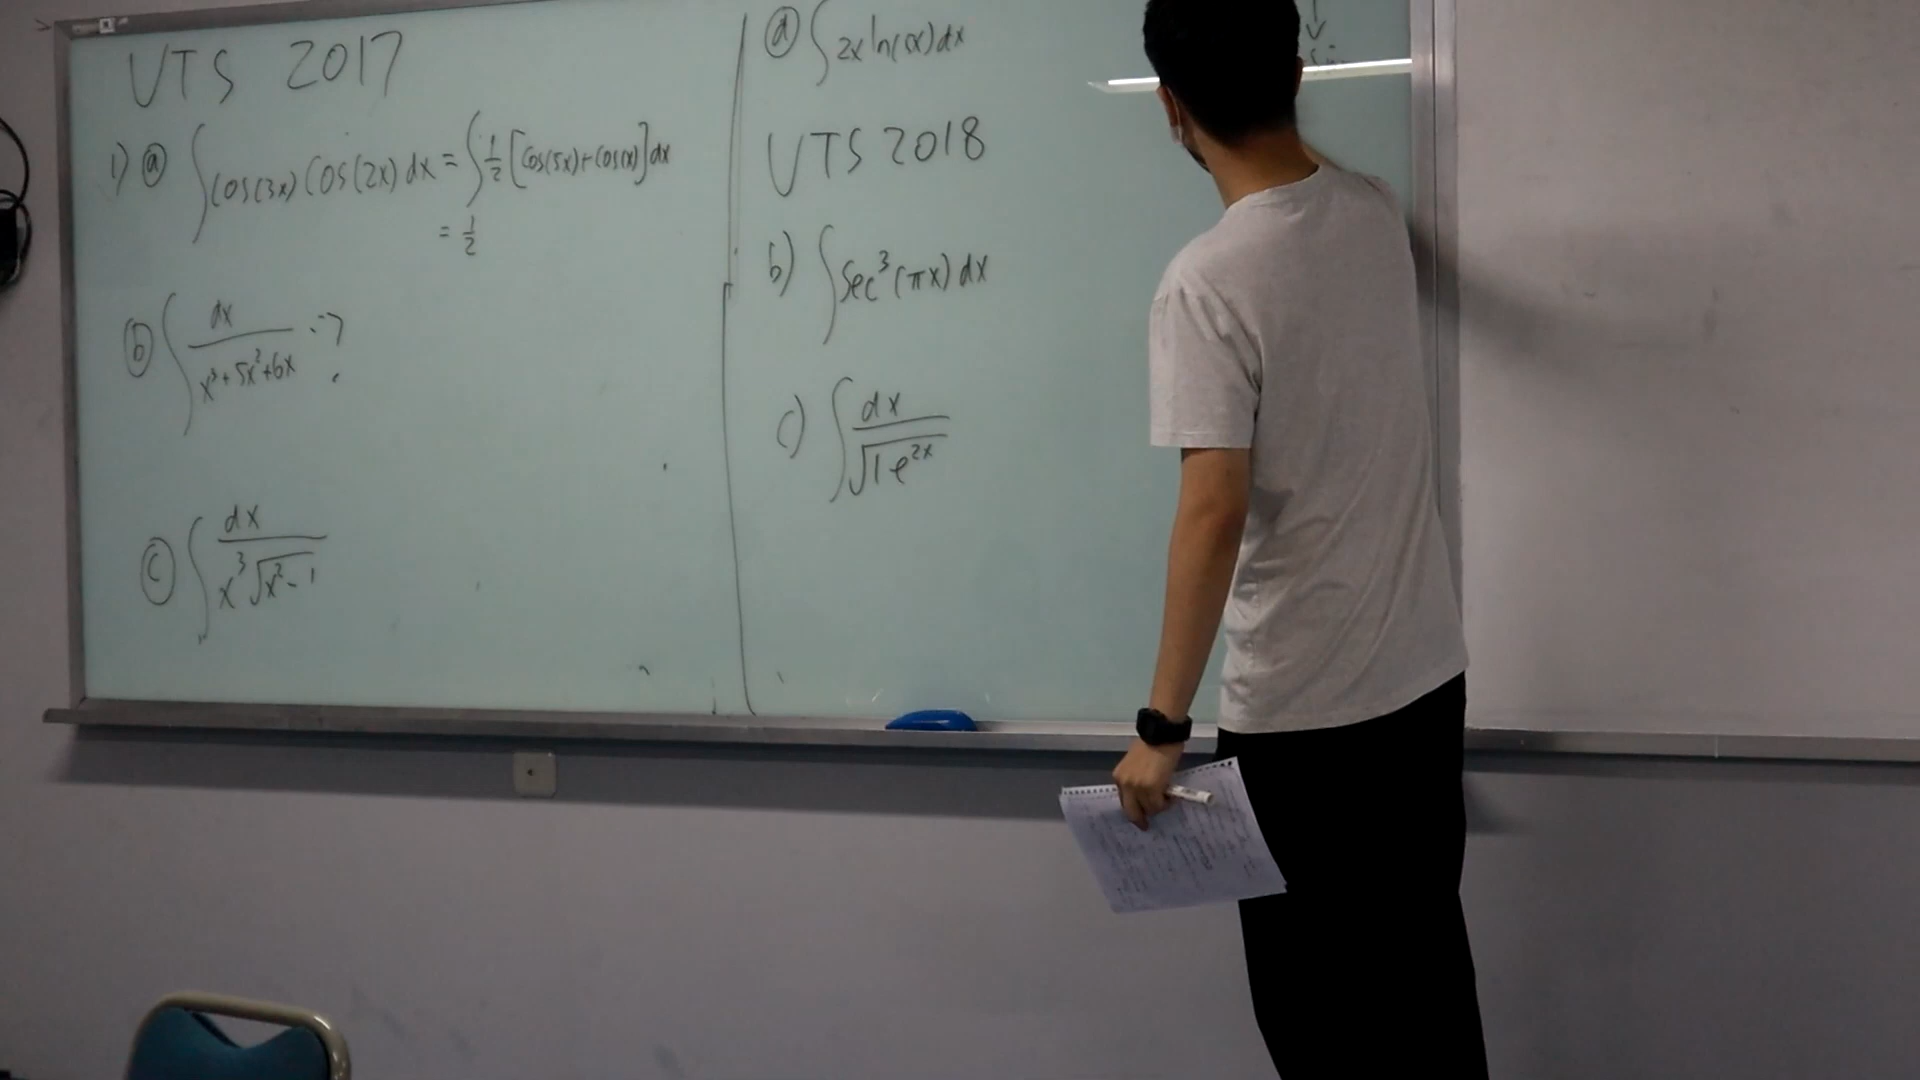 UTS 2017
1) ⓐ ∫ cos(3x) cos(2x) dx = ∫ 1/2 [cos(5x) + cos(x)] dx
= 1/2
ⓑ ∫ dx / (x³ + 5x² + 6x)
ⓒ ∫ dx / (x³ √(x² - 1))
ⓓ ∫ 2x ln(x) dx
UTS 2018
b) ∫ sec³(πx) dx
c) ∫ dx / √(1 e^{2x})